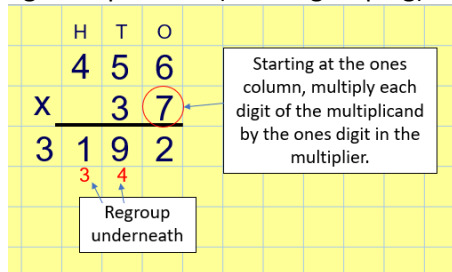 H T O
4 5 6
x 3 7
3 1 9 2
3 4
Starting at the ones
column, multiply each
digit of the multiplicand
by the ones digit in the
multiplier.
Regroup
underneath